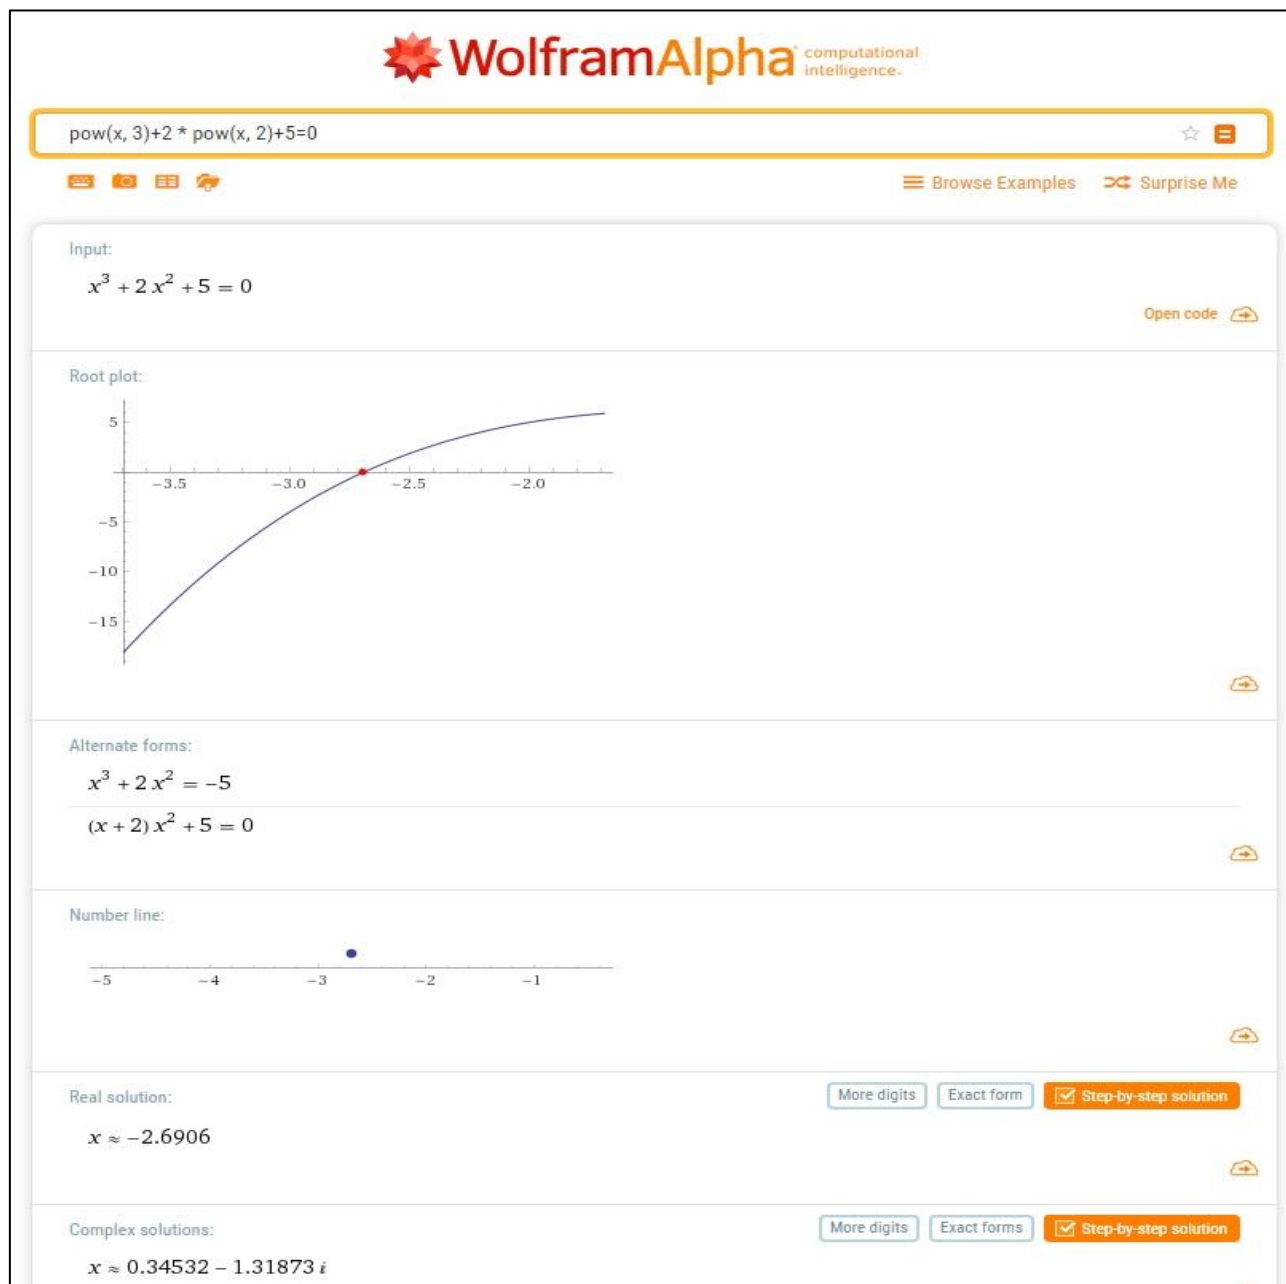 WolframAlpha computational
intelligence.
pow(x, 3)+2 * pow(x, 2)+5=0
Browse Examples Surprise Me
Input:
x³ + 2 x² + 5 = 0
Open code
Root plot:
5
-3.5 -3.0 -2.5 -2.0
-5
-10
-15
Alternate forms:
x³ + 2 x² = -5
(x + 2) x² + 5 = 0
Number line:
-5 -4 -3 -2 -1
Real solution: More digits Exact form Step-by-step solution
x ≈ -2.6906
Complex solutions: More digits Exact forms Step-by-step solution
x ≈ 0.34532 - 1.31873 i